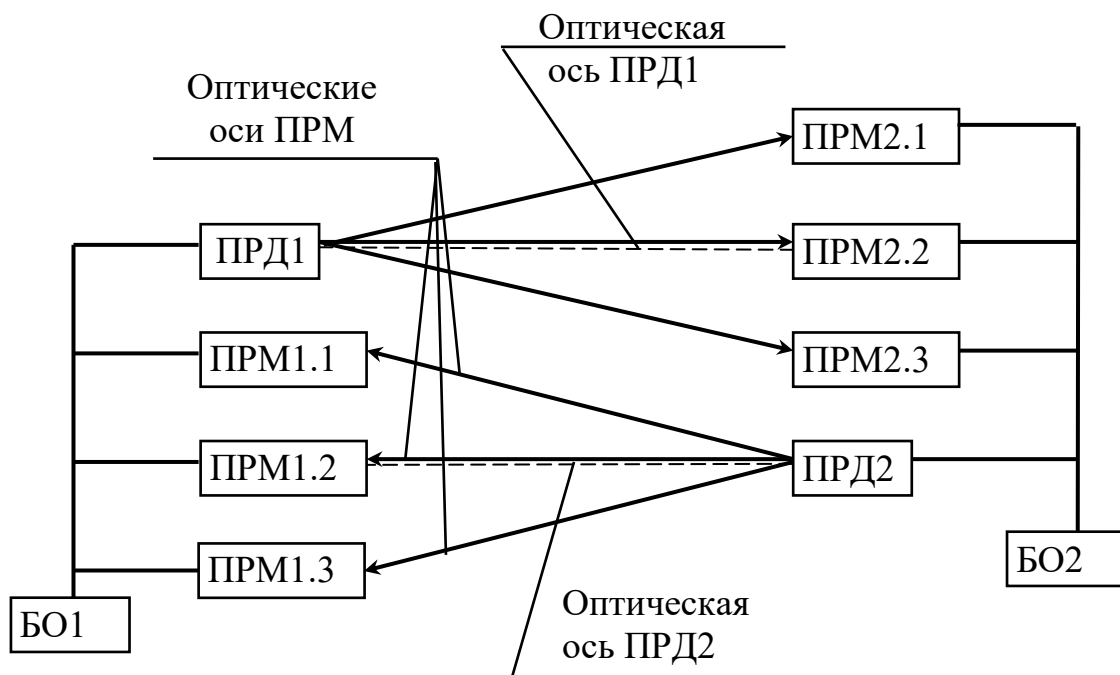 Оптическая
ось ПРД1
Оптические
оси ПРМ
ПРМ2.1
ПРД1
ПРМ2.2
ПРМ1.1
ПРМ2.3
ПРМ1.2
ПРД2
ПРМ1.3
БО2
БО1
Оптическая
ось ПРД2